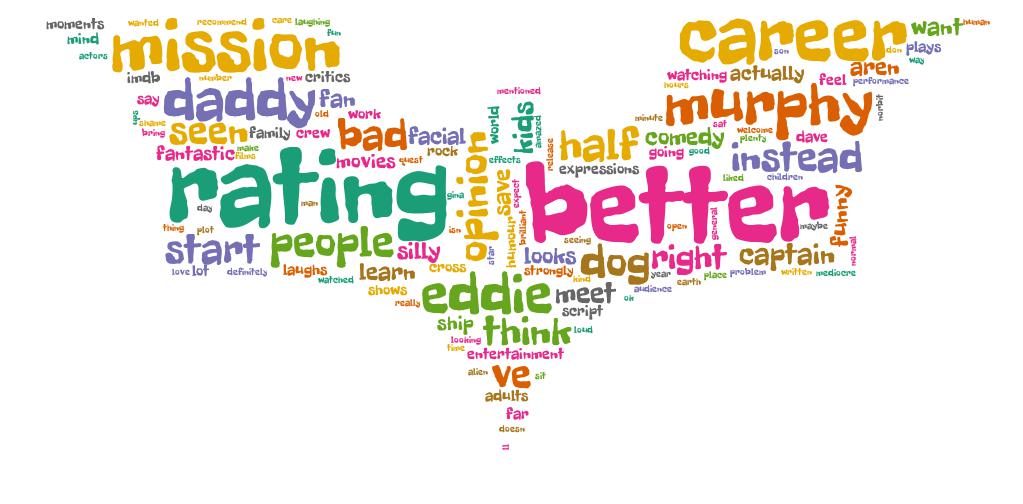 moments
wanted
recommend
care
laughing
fun
mind
actors
mission
imdb
number
new
critics
say
daddy
fan
old
work
ups
shame
bring
seen
family
crew
bad
facial
fantastic
make
films
movies
quest
rock
rating
day
man
gina
thing
plot
isn
start
people
silly
love
lot
definitely
laughs
watched
learn
cross
shows
really
mentioned
world
kids
amazed
opinion
effects
save
expect
humour
brilliant
star
release
career
want
human
son
don
plays
way
watching
actually
aren
feel
performance
hours
murphy
norbit
minute
sat
welcome
plenty
dave
half
comedy
going
good
instead
expressions
liked
children
better
open
general
maybe
funny
normal
seeing
looks
strongly
kind
dog
right
captain
year
place
problem
written
mediocre
earth
audience
eddie
meet
ok
script
ship
think
loud
looking
time
entertainment
alien
ve
sit
adults
far
doesn
ll